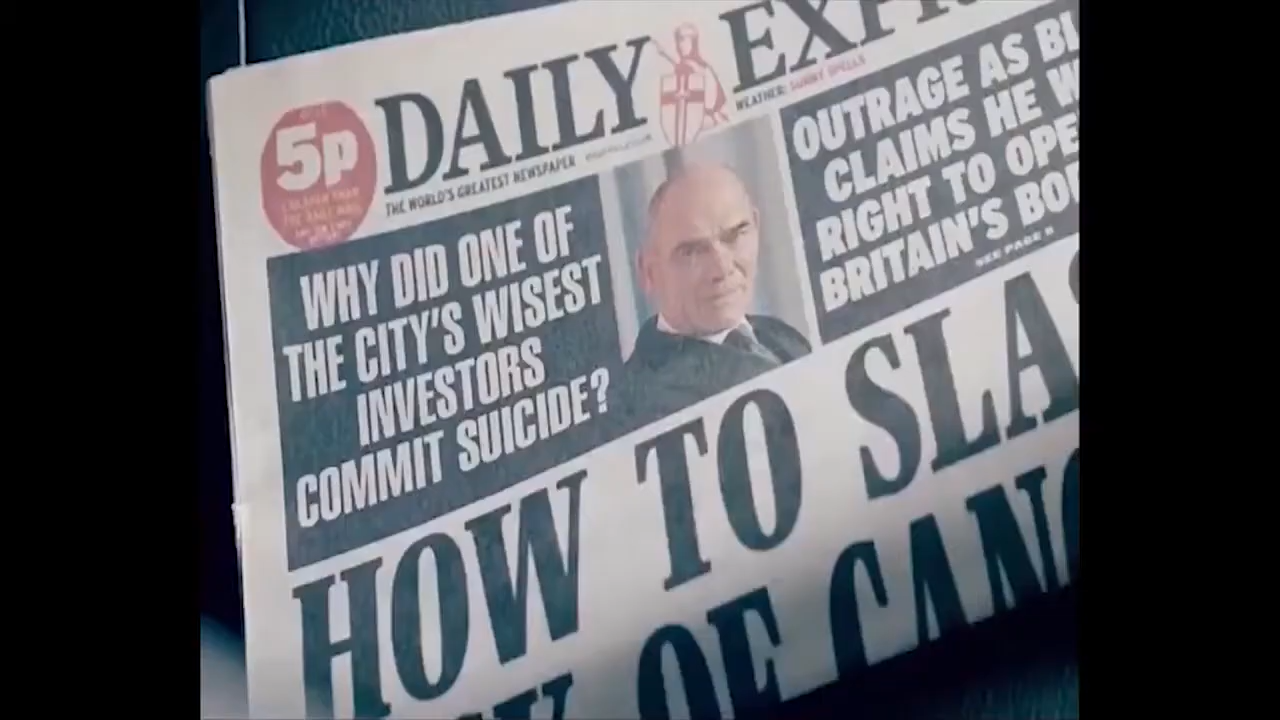 5p
DAILY
THE WORLD'S GREATEST NEWSPAPER
WEATHER: SUNNY SPELLS
WHY DID ONE OF
THE CITY'S WISEST
INVESTORS
COMMIT SUICIDE?
OUTRAGE AS
CLAIMS HE
RIGHT TO
BRITAIN'S
SEE PAGE
HOW TO
OF